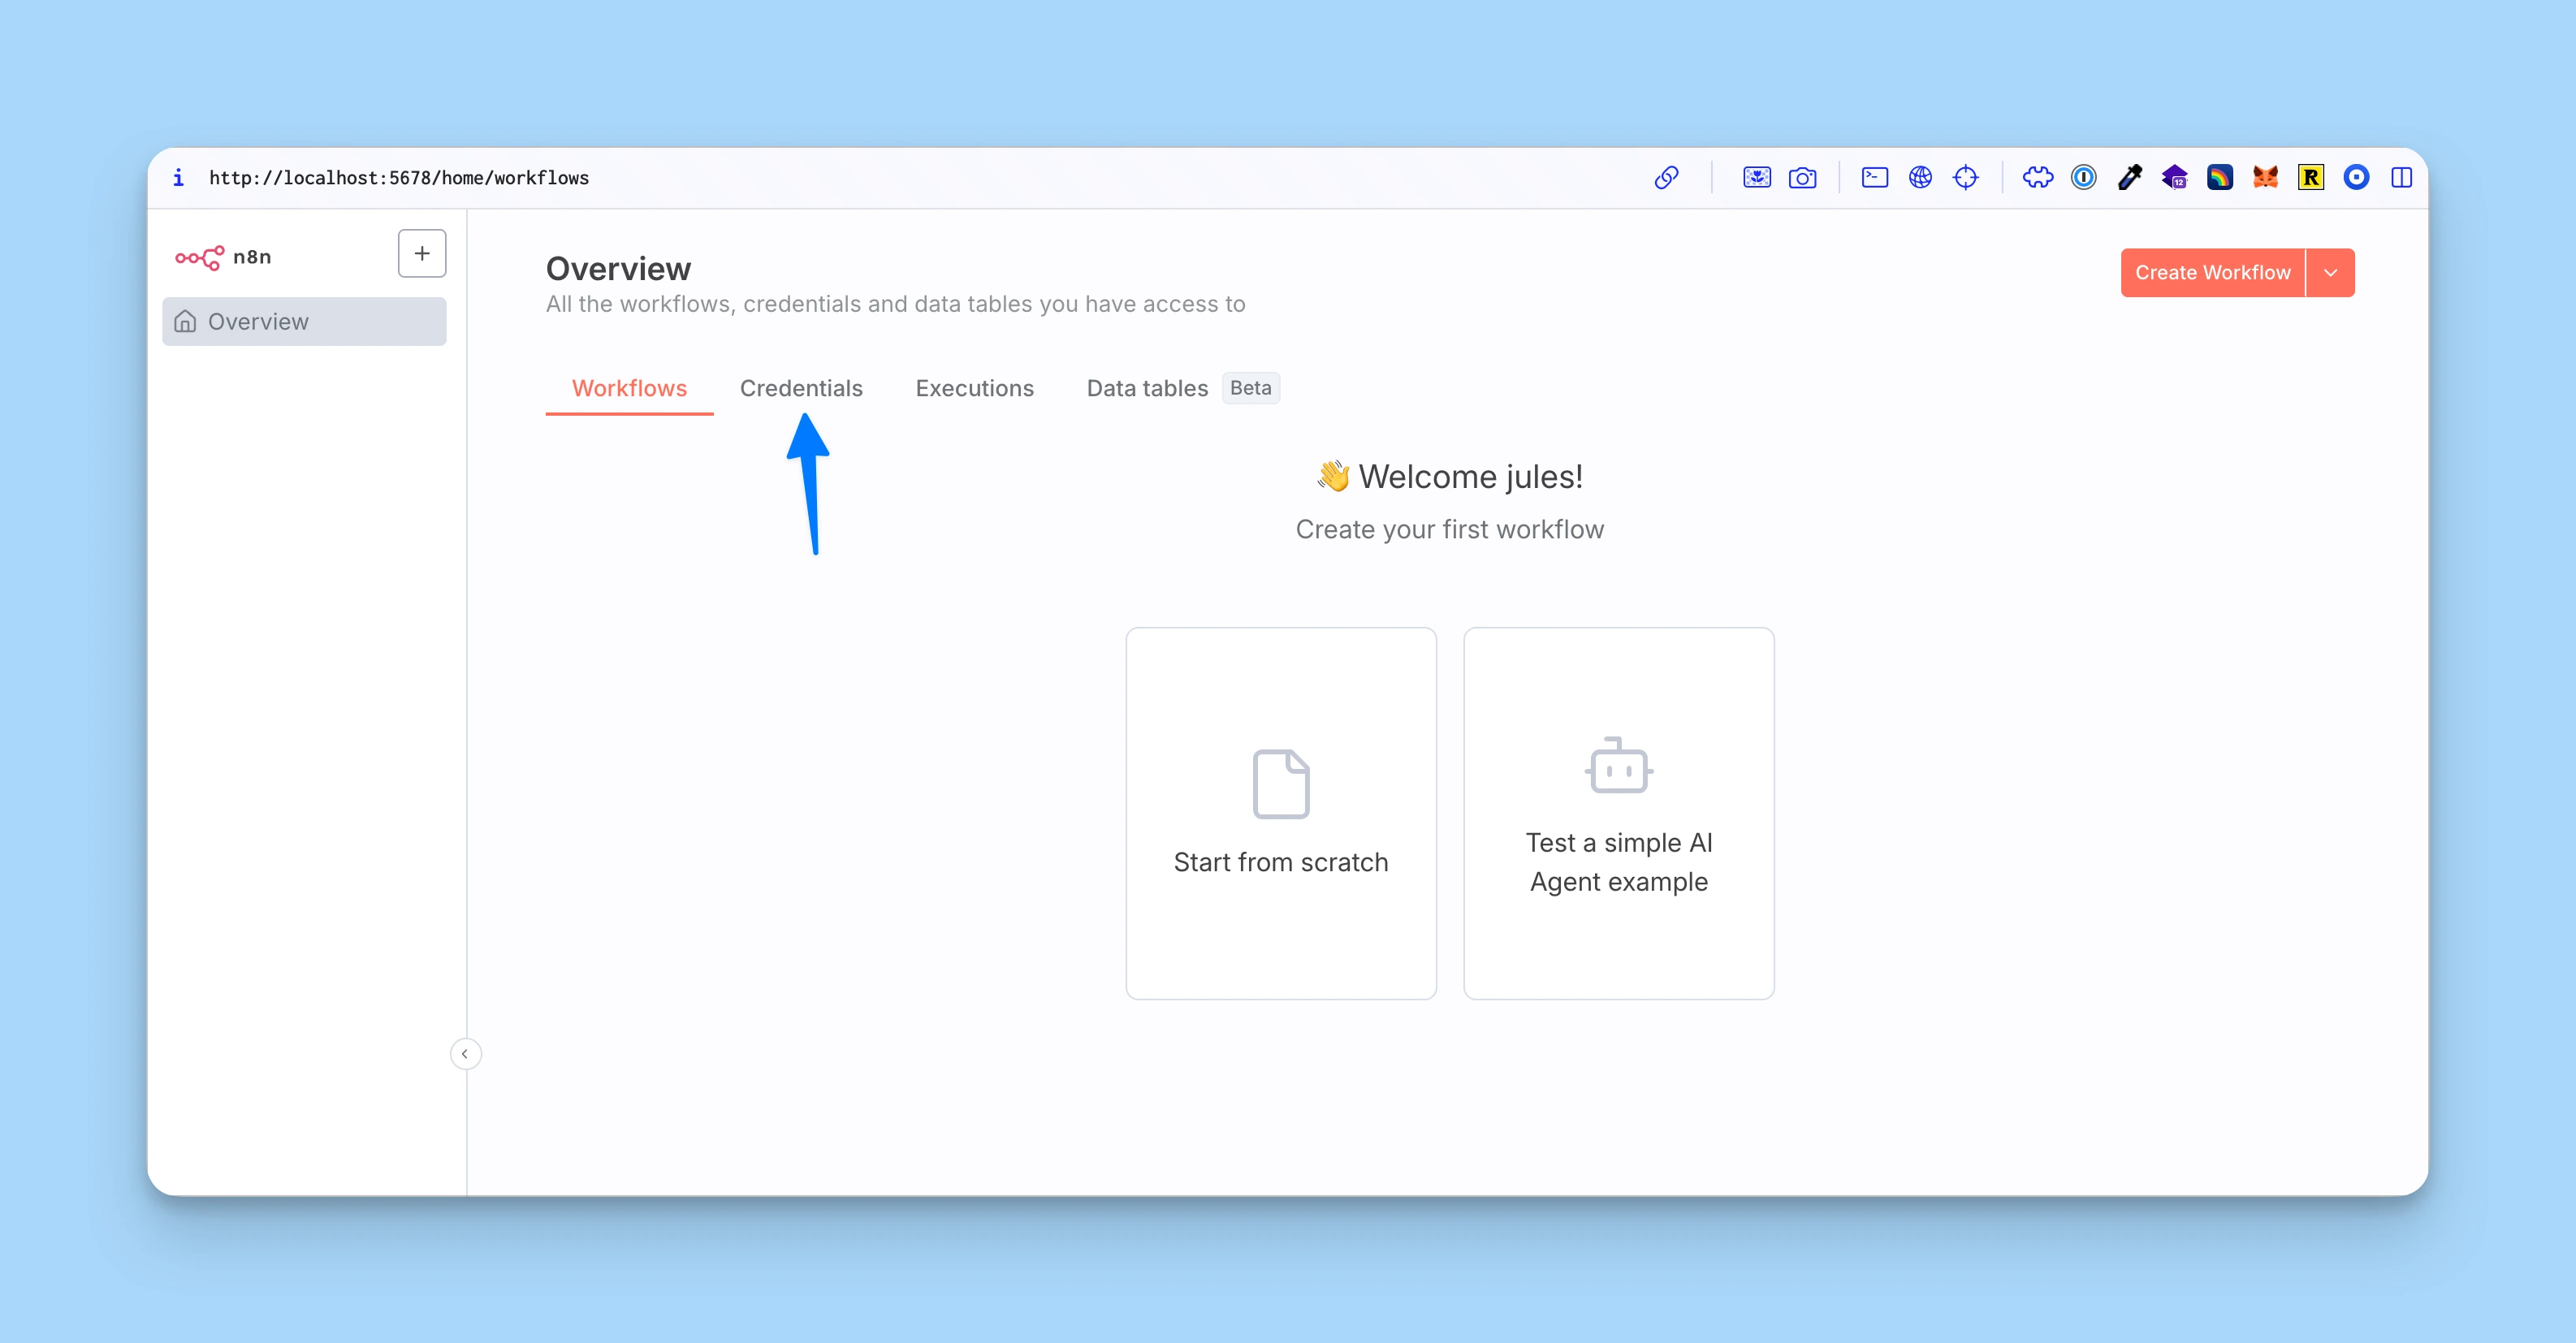 i http://localhost:5678/home/workflows
12
R
n8n
+
Overview
Overview
All the workflows, credentials and data tables you have access to
Create Workflow
Workflows Credentials Executions Data tables Beta
👋 Welcome jules!
Create your first workflow
Start from scratch
Test a simple AI
Agent example